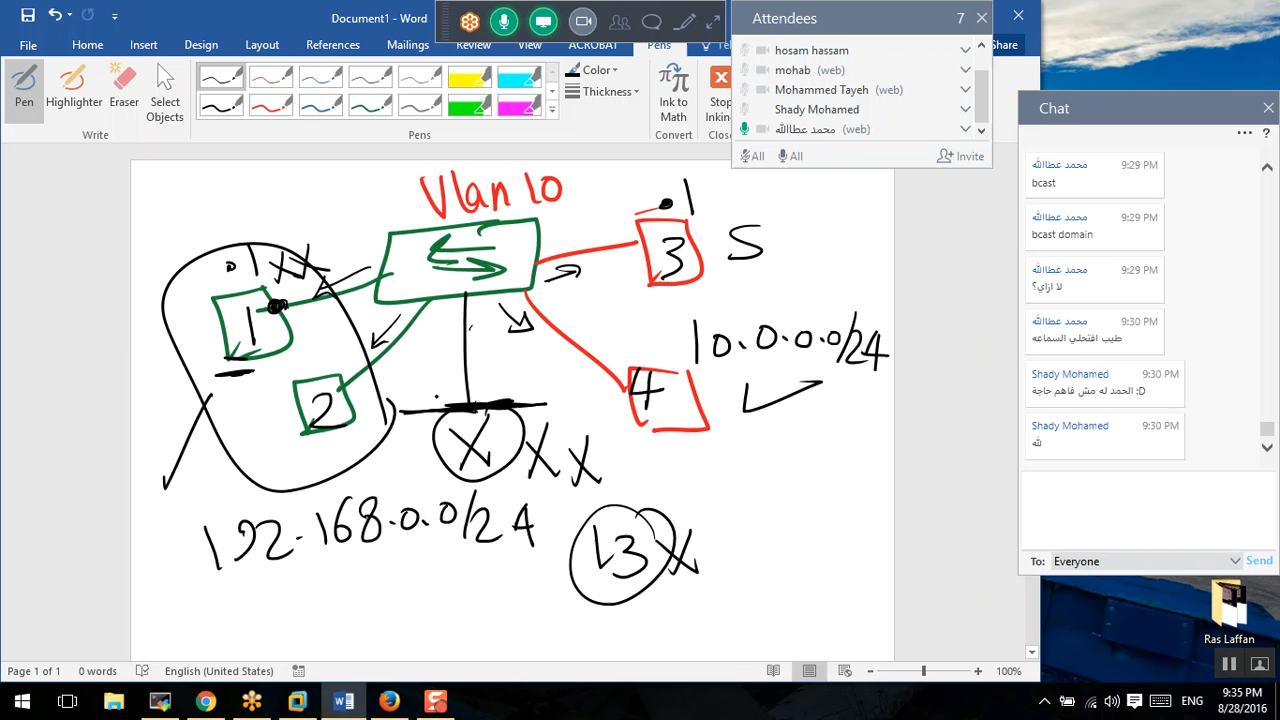 Document1 - Word
File
Home
Insert
Design
Layout
References
Mailings
Review
View
ACROBAT
Pens
Share
Pen
Highlighter
Eraser
Select Objects
Write
Pens
Color
Thickness
Ink to Math
Convert
Attendees 7
hosam hassam
mohab (web)
Mohammed Tayeh (web)
Shady Mohamed
محمد عطاالله (web)
All
All
Invite
Chat
محمد عطاالله 9:29 PM
bcast
محمد عطاالله 9:29 PM
bcast domain
محمد عطاالله 9:29 PM
لا ازاي؟
محمد عطاالله 9:30 PM
طيب افتحلي السماعه
Shady Mohamed 9:30 PM
الحمد له مش فاهم حاجة :D
Shady Mohamed 9:30 PM
لله
To: Everyone
Send
Vlan 10
.1
3
S
.1
1
2
4
10.0.0.0/24
X X X
192.168.0.0/24
L3 X
Ras Laffan
Page 1 of 1
0 words
English (United States)
100%
ENG
9:35 PM
8/28/2016